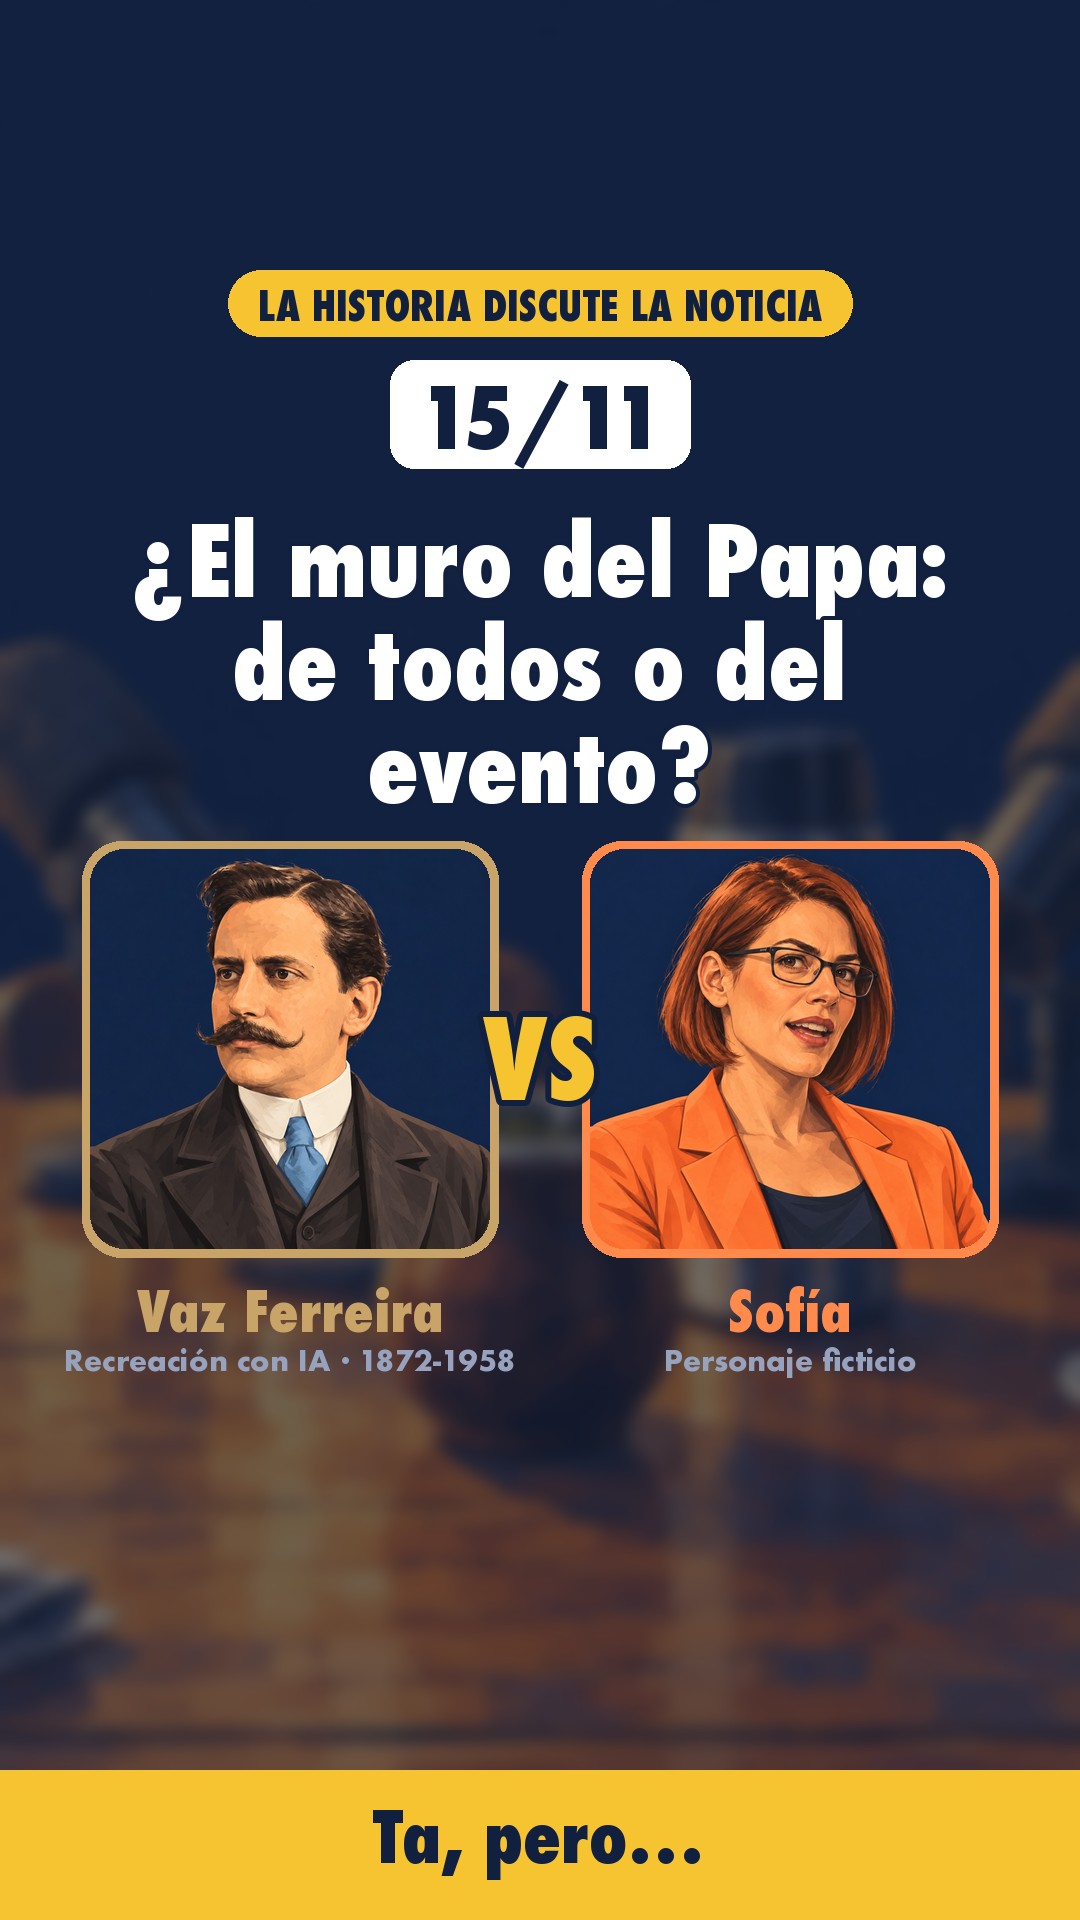 LA HISTORIA DISCUTE LA NOTICIA
15/11
¿El muro del Papa:
de todos o del
evento?
VS
Vaz Ferreira
Recreación con IA • 1872-1958
Sofía
Personaje ficticio
Ta, pero...